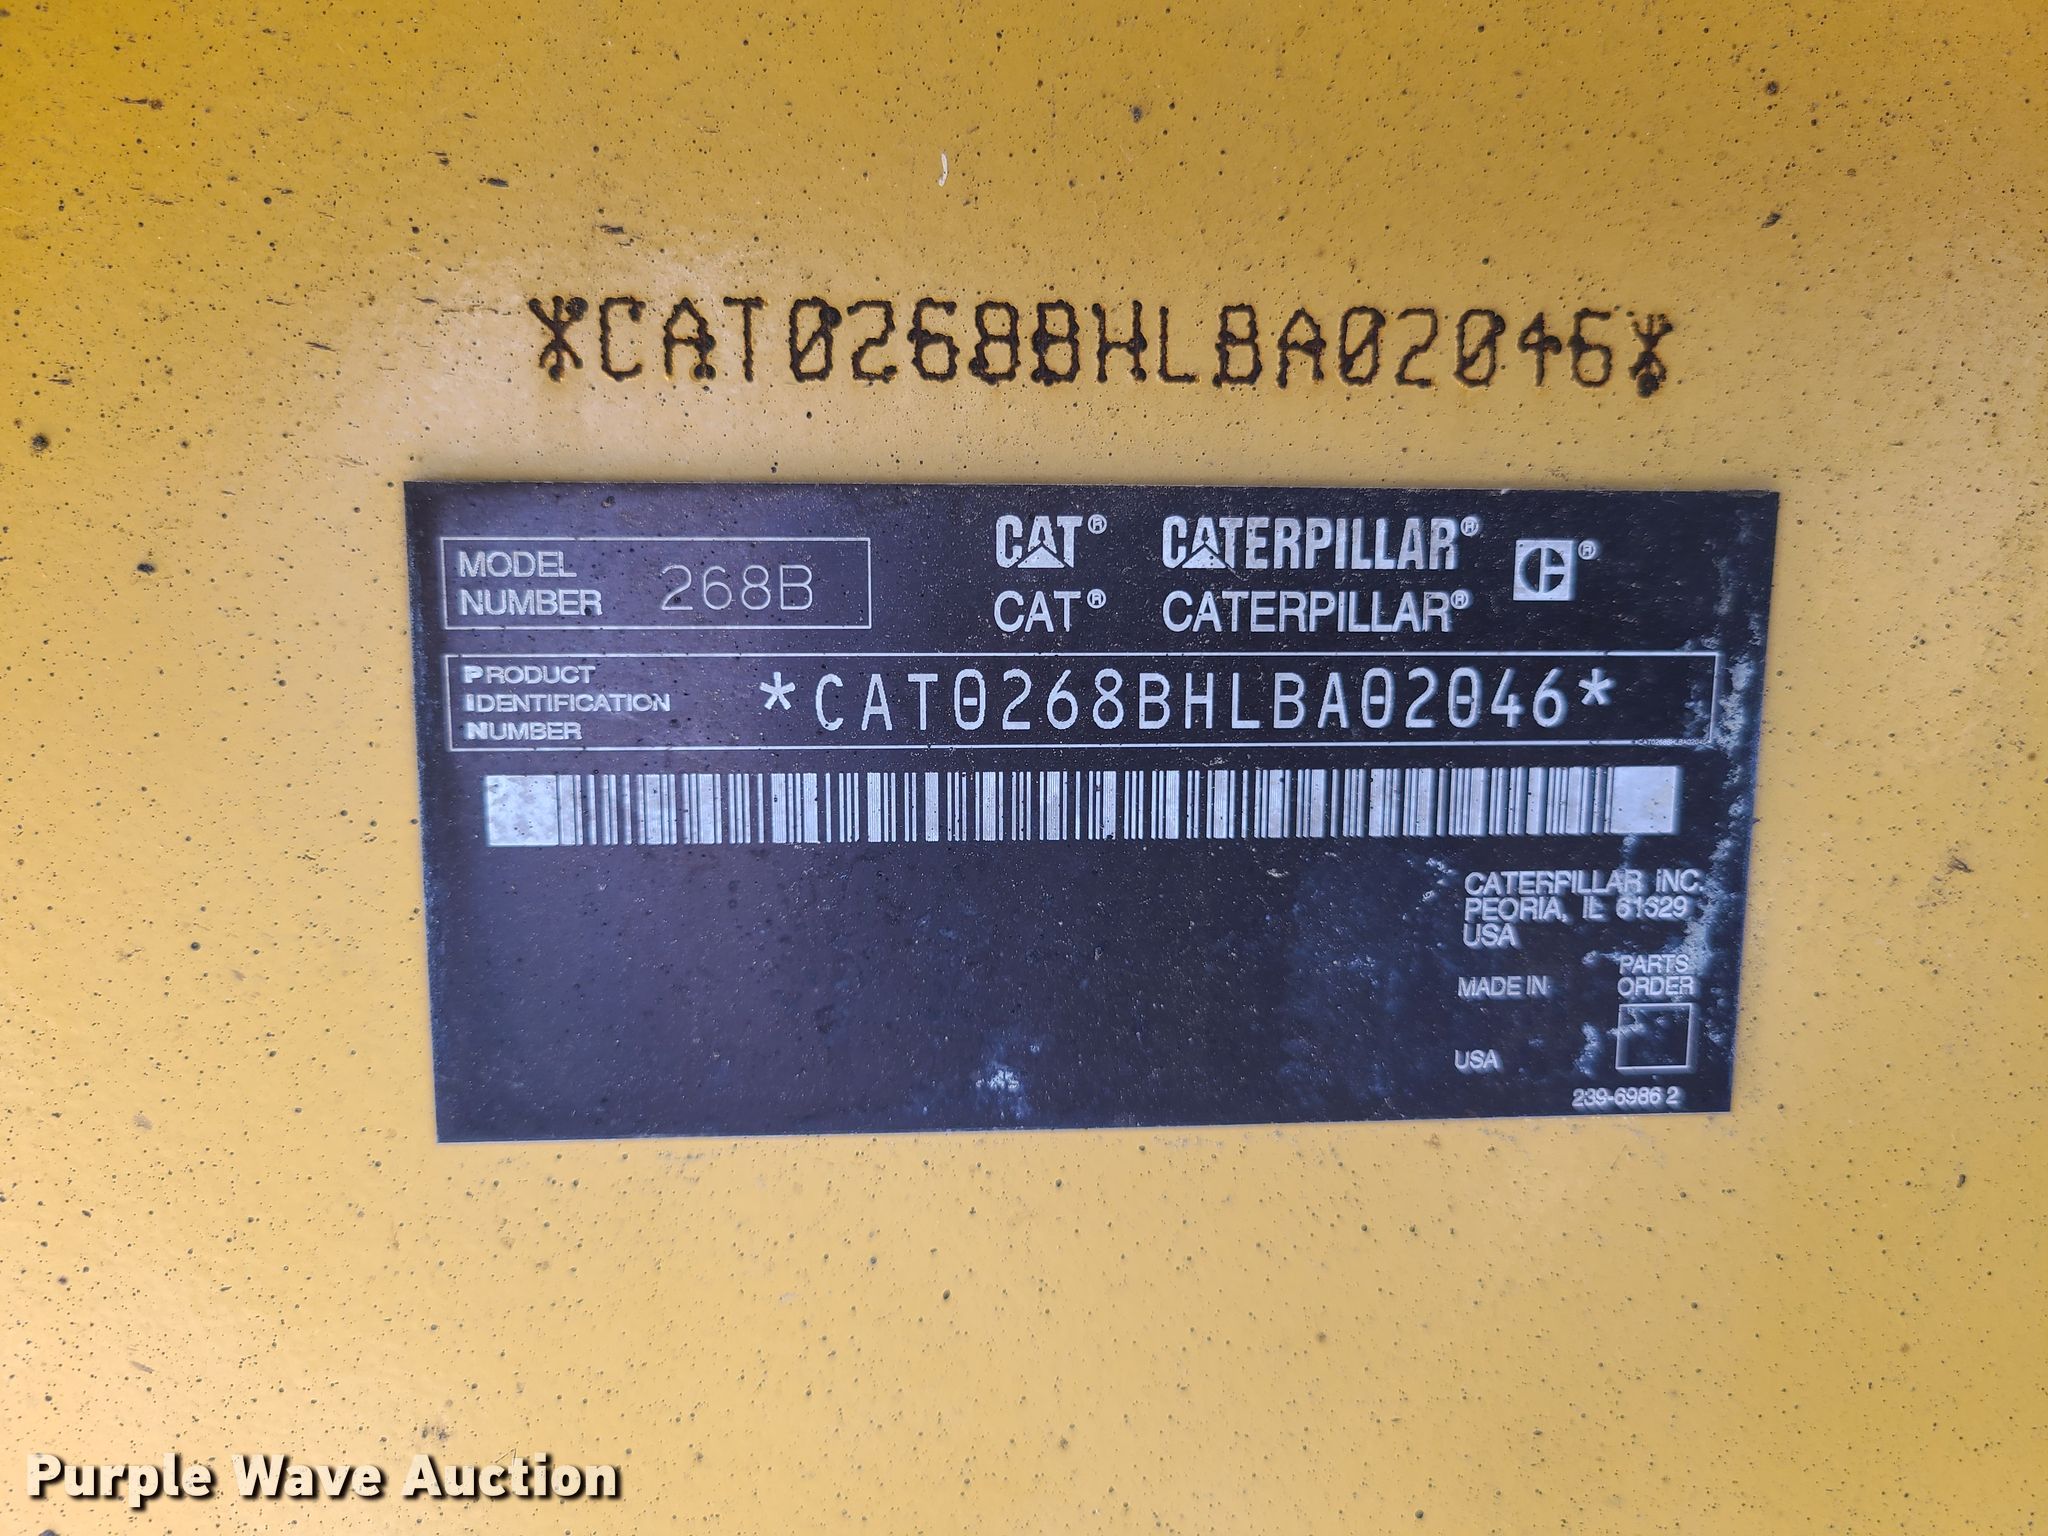 *CAT0268BHLBA02046*
MODEL NUMBER 268B
CAT® CATERPILLAR® ®
CAT® CATERPILLAR®
PRODUCT
IDENTIFICATION
NUMBER
*CAT0268BHLBA02046*
*CAT0268BHLBA02046*
CATERPILLAR INC.
PEORIA, IL 61629
USA
MADE IN
USA
PARTS
ORDER
239-6986 2
Purple Wave Auction